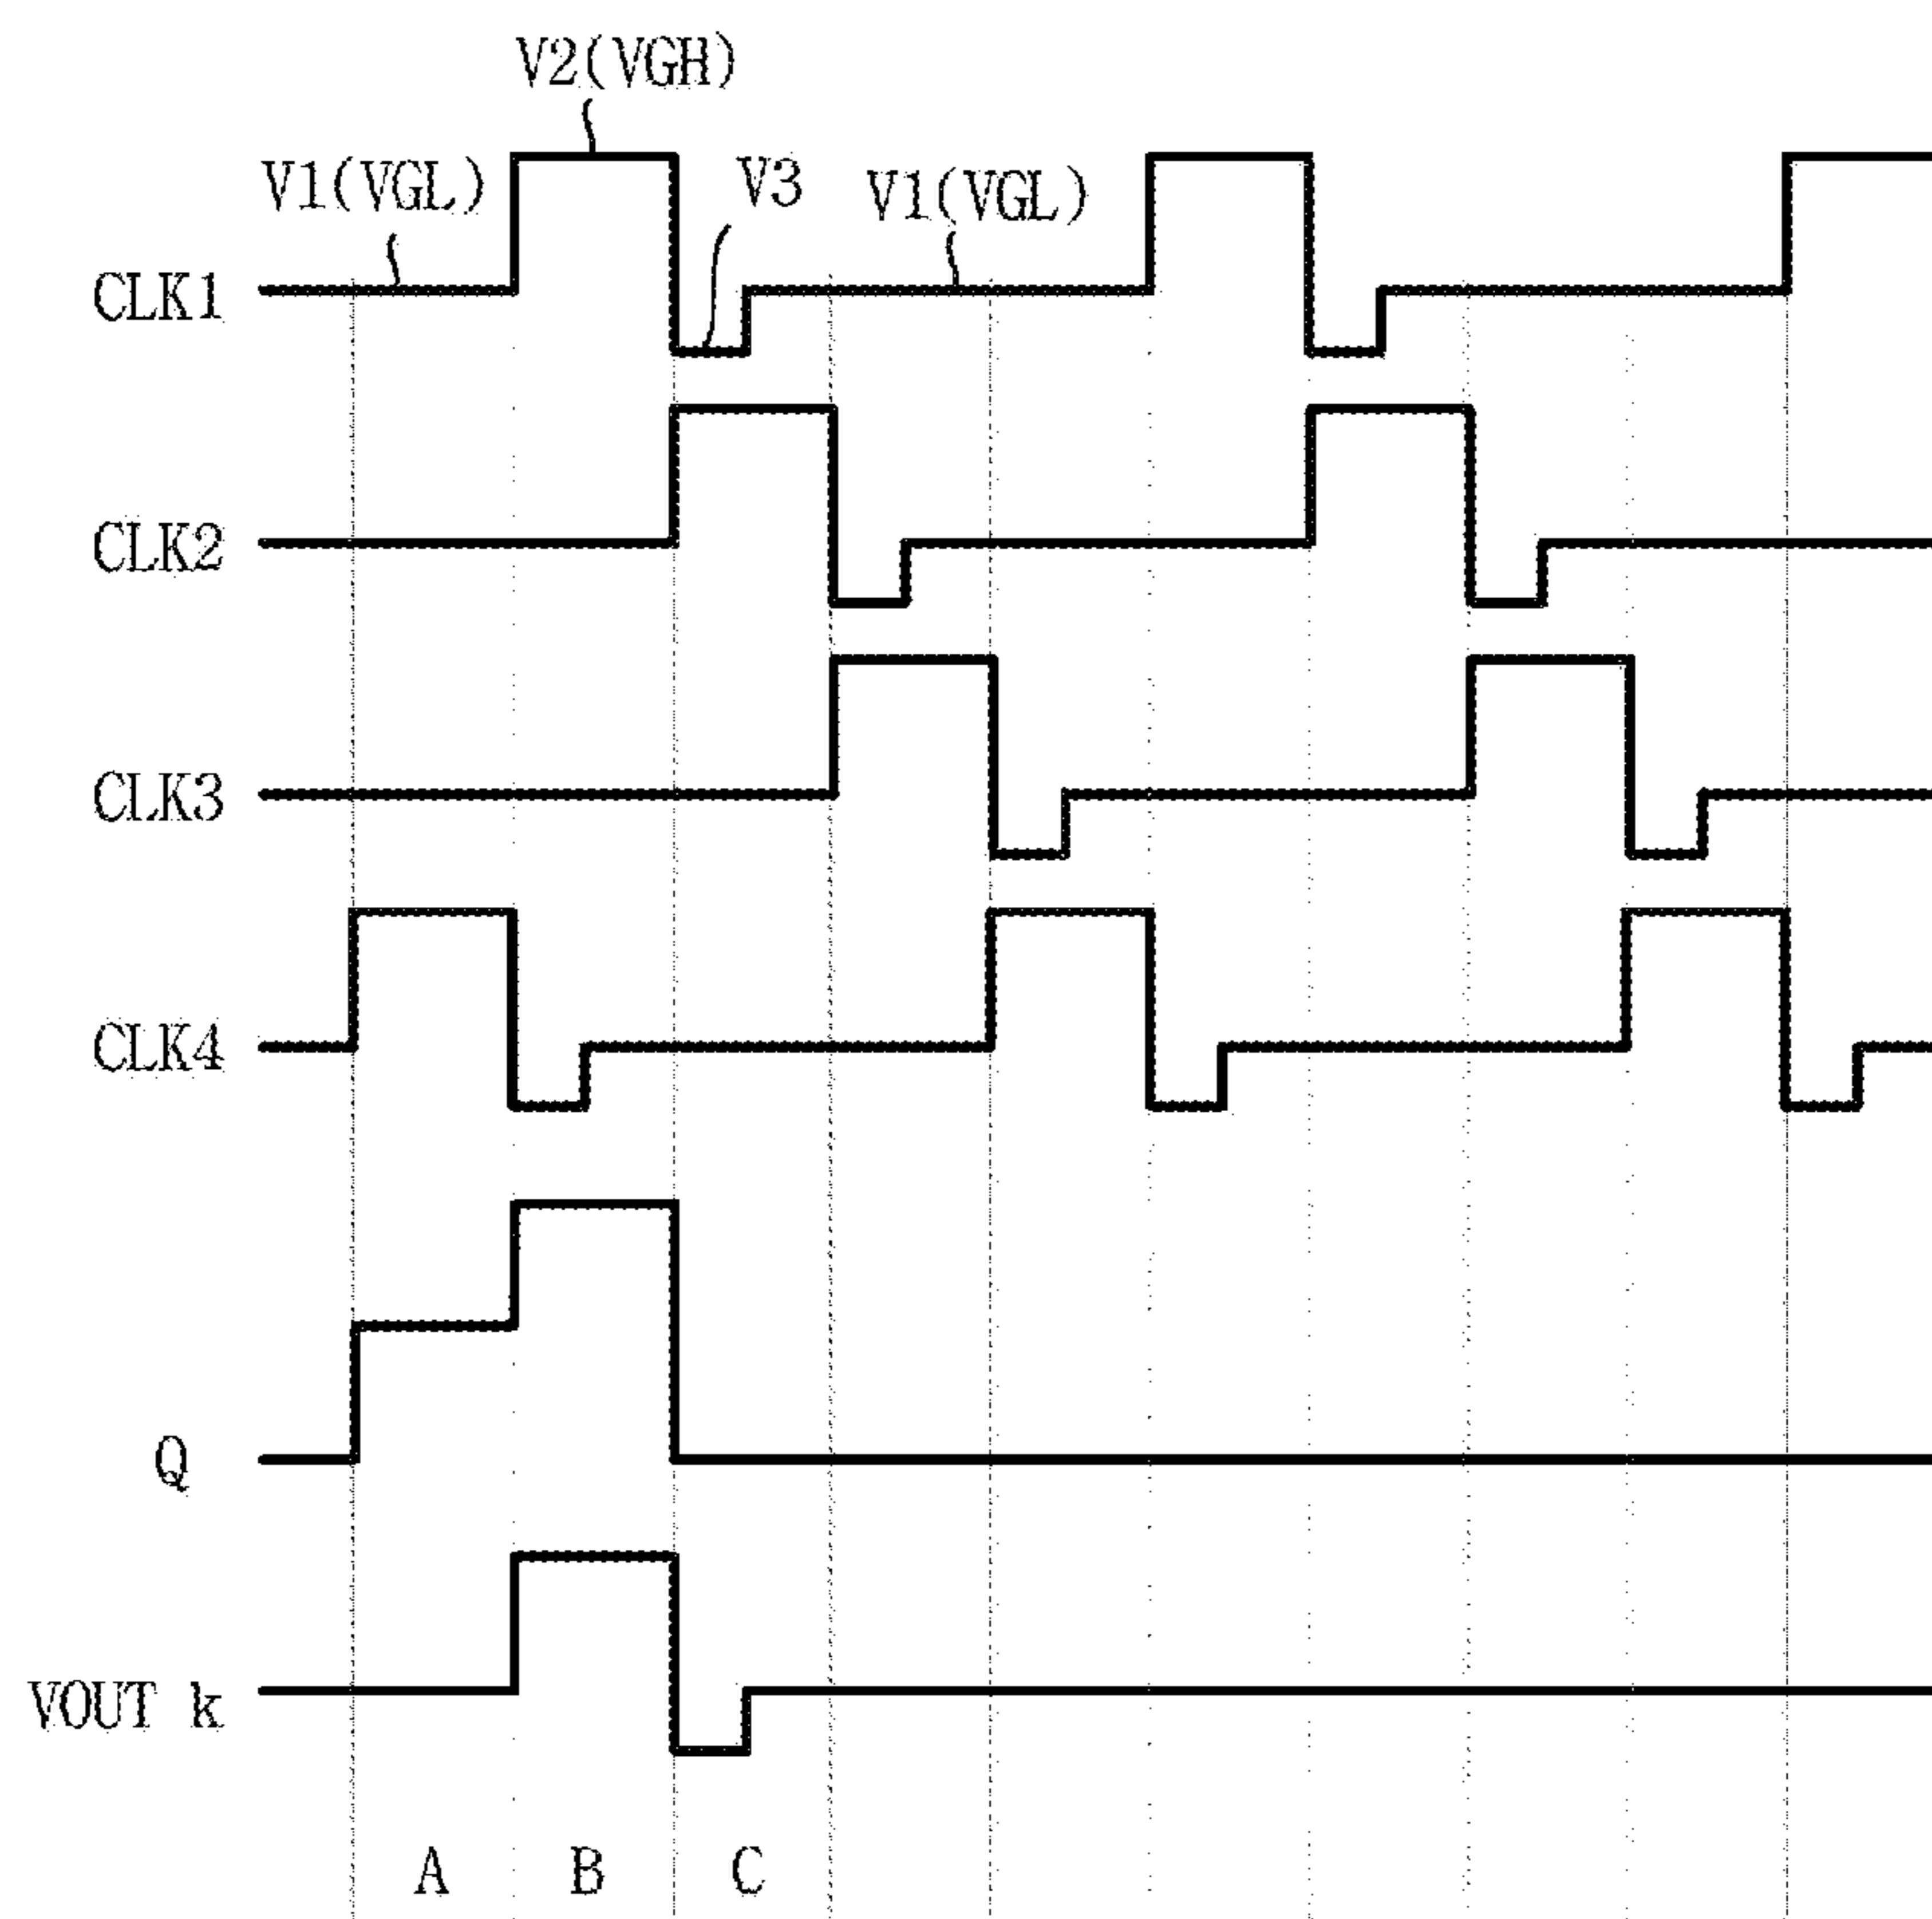 V2(VGH)
V1(VGL)
V3
V1(VGL)
CLK1
CLK2
CLK3
CLK4
Q
VOUT k
A B C